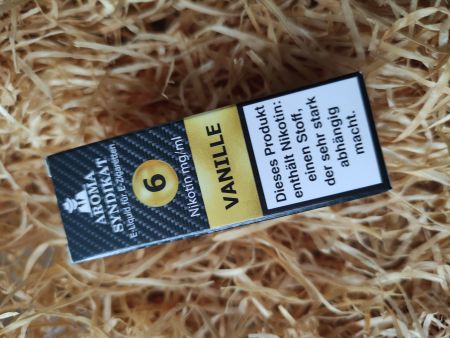 AROMA
SYNDIKAT
E-Liquid für E-Zigaretten
6
Nikotin mg/ml
VANILLE
Dieses Produkt
enthält Nikotin:
einen Stoff,
der sehr stark
abhängig
macht.